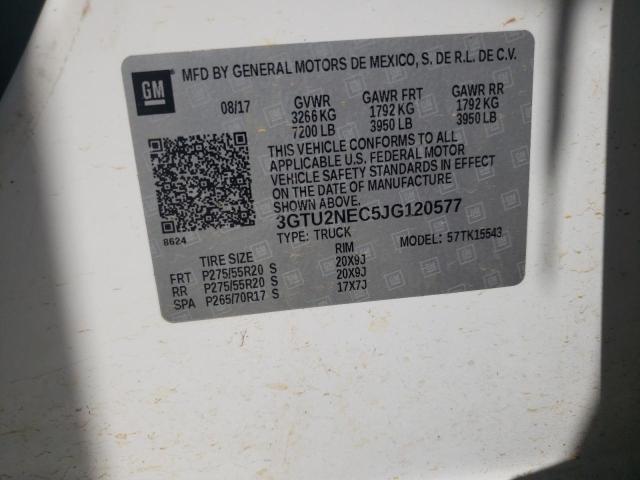 GM
MFD BY GENERAL MOTORS DE MEXICO, S. DE R.L. DE C.V.
08/17 GVWR GAWR FRT GAWR RR
3266 KG 1792 KG 1792 KG
7200 LB 3950 LB 3950 LB
THIS VEHICLE CONFORMS TO ALL
APPLICABLE U.S. FEDERAL MOTOR
VEHICLE SAFETY STANDARDS IN EFFECT
ON THE DATE OF MANUFACTURE
SHOWN ABOVE.
3GTU2NEC5JG120577
8624
TYPE: TRUCK MODEL: 57TK15543
TIRE SIZE RIM
FRT P275/55R20 S 20X9J
RR P275/55R20 S 20X9J
SPA P265/70R17 S 17X7J